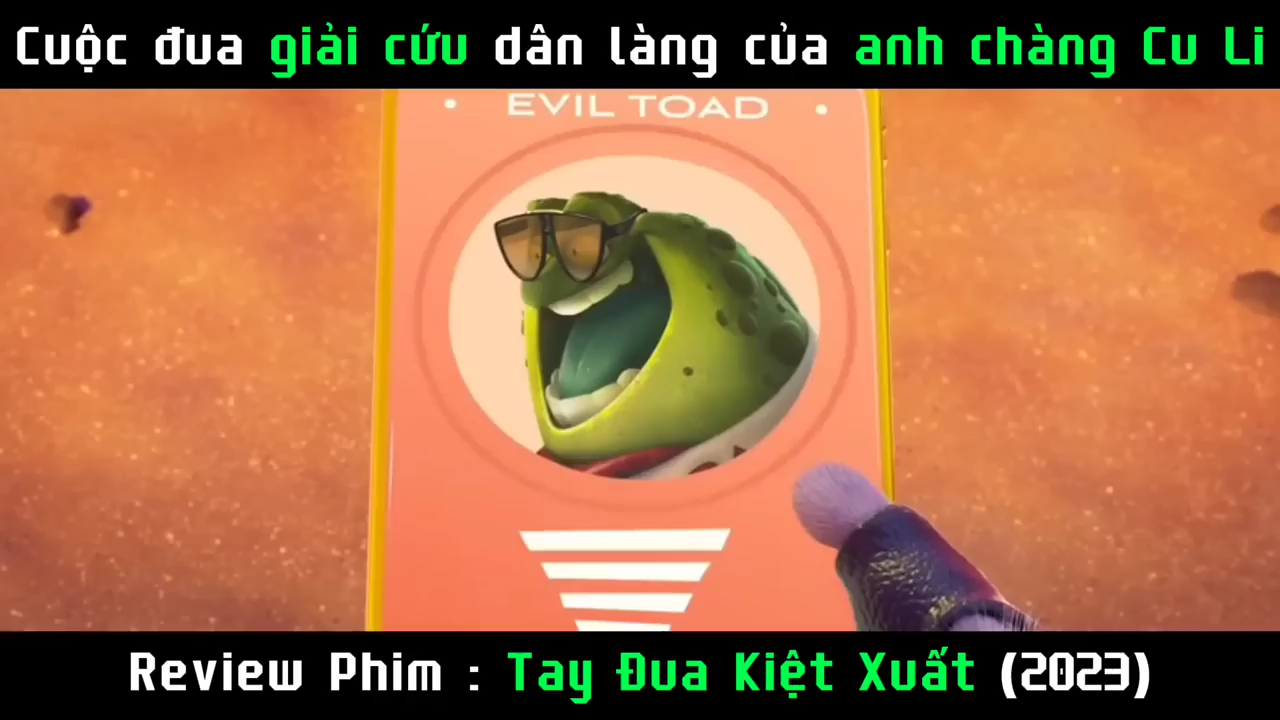 Cuộc đua giải cứu dân làng của anh chàng Cu Li
EVIL TOAD
Review Phim : Tay Đua Kiệt Xuất (2023)